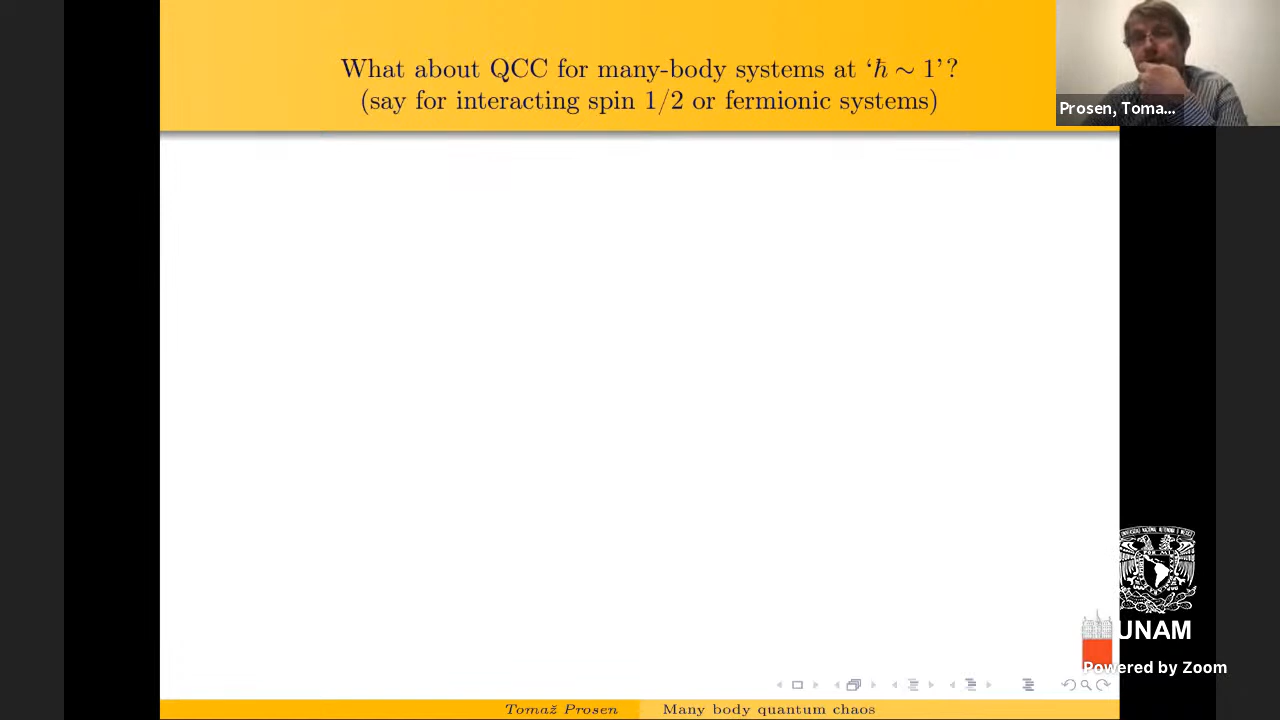 What about QCC for many-body systems at ‘ħ ∼ 1’?
(say for interacting spin 1/2 or fermionic systems)
Prosen, Toma...
UNAM
Powered by Zoom
Tomaž Prosen
Many body quantum chaos